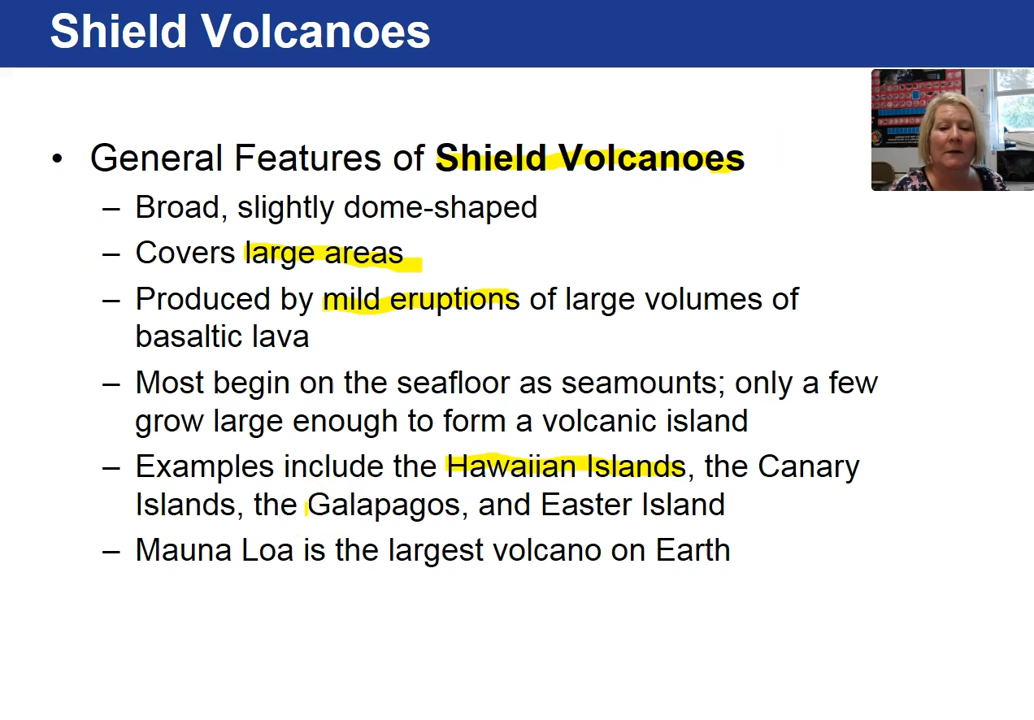 Shield Volcanoes
• General Features of Shield Volcanoes
– Broad, slightly dome-shaped
– Covers large areas
– Produced by mild eruptions of large volumes of
basaltic lava
– Most begin on the seafloor as seamounts; only a few
grow large enough to form a volcanic island
– Examples include the Hawaiian Islands, the Canary
Islands, the Galapagos, and Easter Island
– Mauna Loa is the largest volcano on Earth